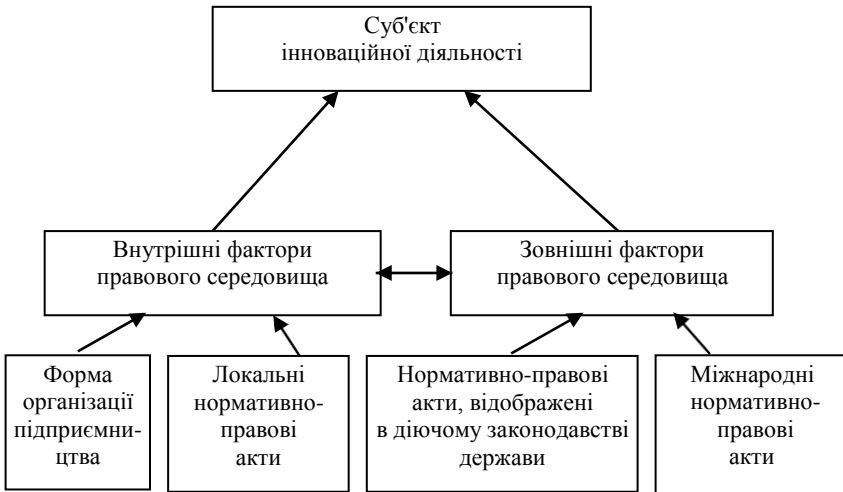 Суб'єкт
інноваційної діяльності
Внутрішні фактори
правового середовища
Зовнішні фактори
правового середовища
Форма
організації
підприємни-
цтва
Локальні
нормативно-
правові
акти
Нормативно-правові
акти, відображені
в діючому законодавстві
держави
Міжнародні
нормативно-
правові
акти